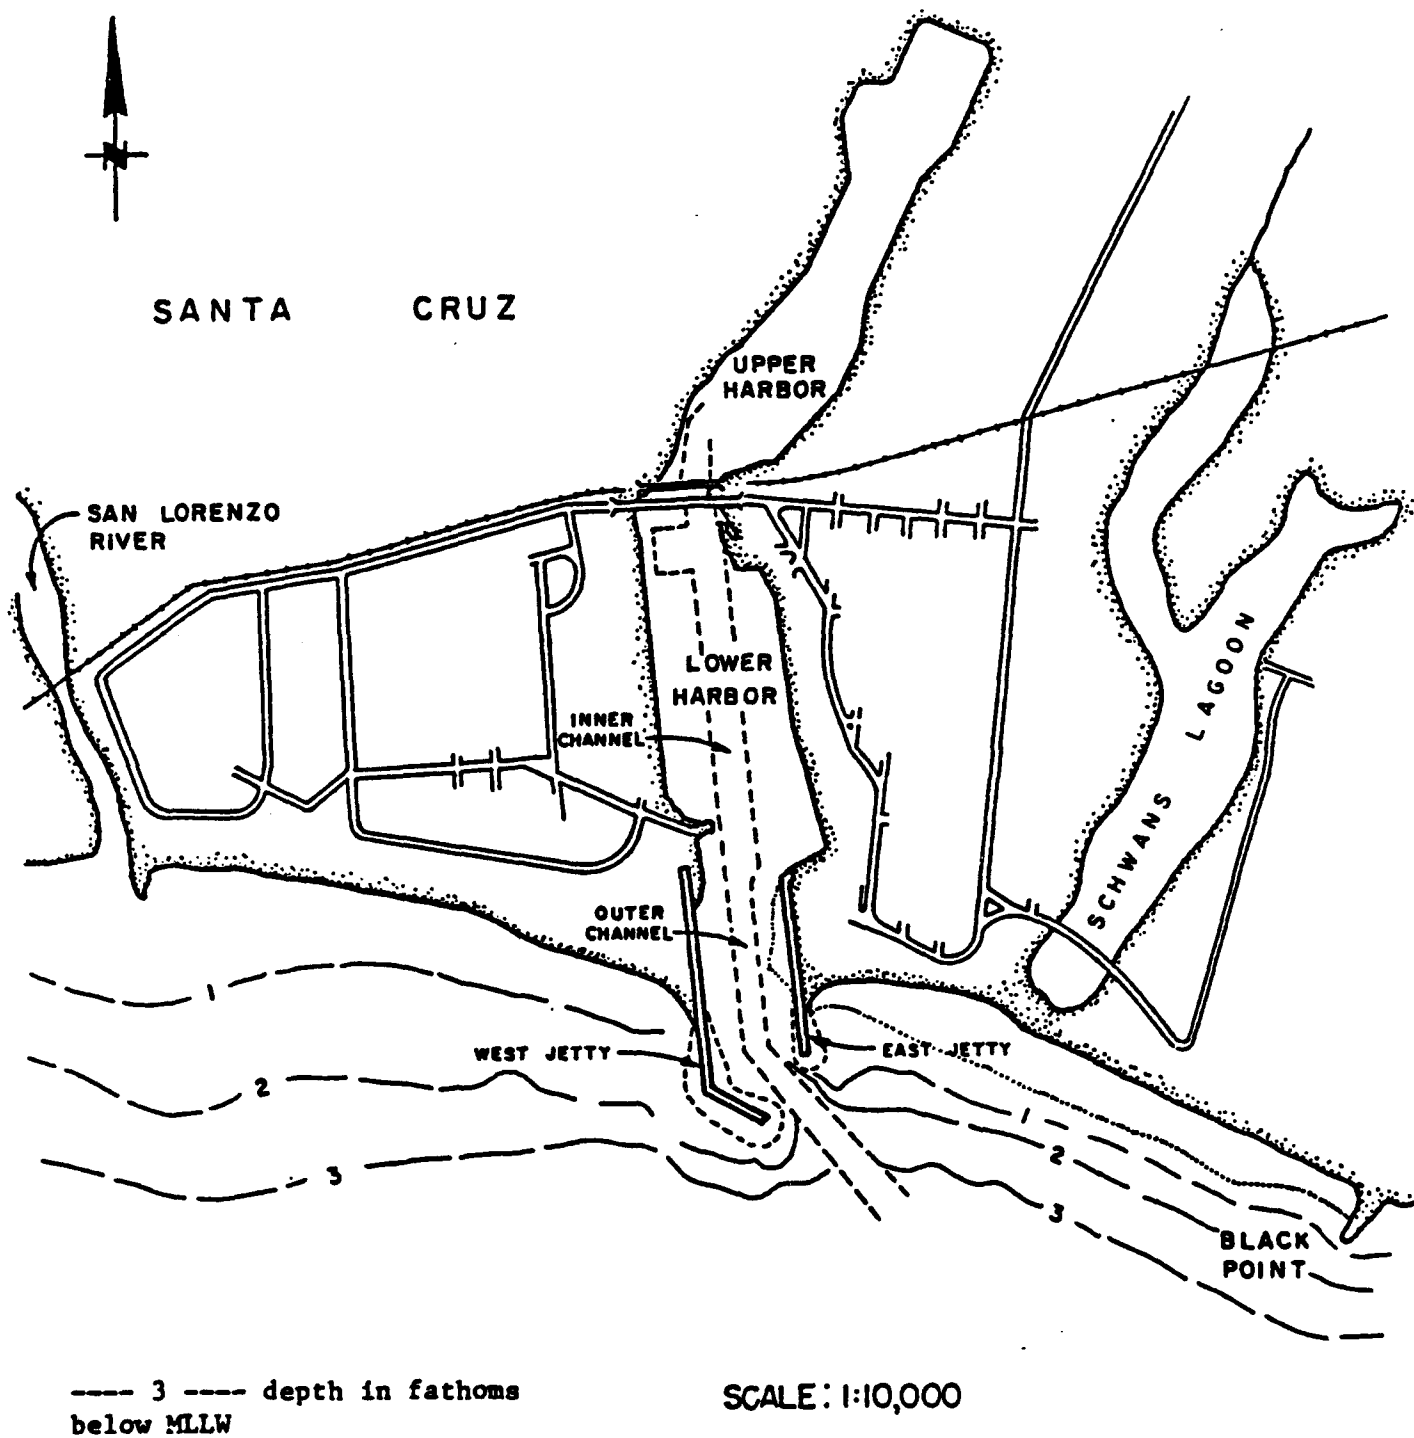 SANTA CRUZ
UPPER
HARBOR
SAN LORENZO
RIVER
LOWER
HARBOR
INNER
CHANNEL
SCHWANS LAGOON
OUTER
CHANNEL
1
WEST JETTY
EAST JETTY
2
1
2
3
3
BLACK
POINT
---- 3 ---- depth in fathoms
below MLLW
SCALE: 1:10,000
N